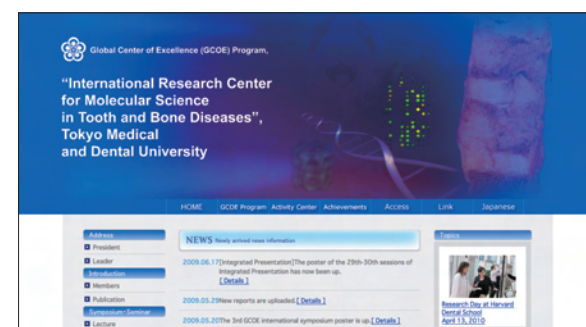 Global Center of Excellence (GCOE) Program,
“International Research Center
for Molecular Science
in Tooth and Bone Diseases”,
Tokyo Medical
and Dental University
HOME GCOE Program Activity Center Achievements Access Link Japanese
Address
President
Leader
Introduction
Members
Publication
Symposium·Seminar
Lecture
NEWS Newly arrived news information
2009.06.17[Integrated Presentation]The poster of the 29th-30th sessions of
Integrated Presentation has now
been up.
[ Details ]
2009.05.29New reports are uploaded.[ Details ]
2009.05.20The 3rd GCOE international symposium poster is up.[ Details ]
Topics
Research Day at Harvard
Dental School
April 13, 2010